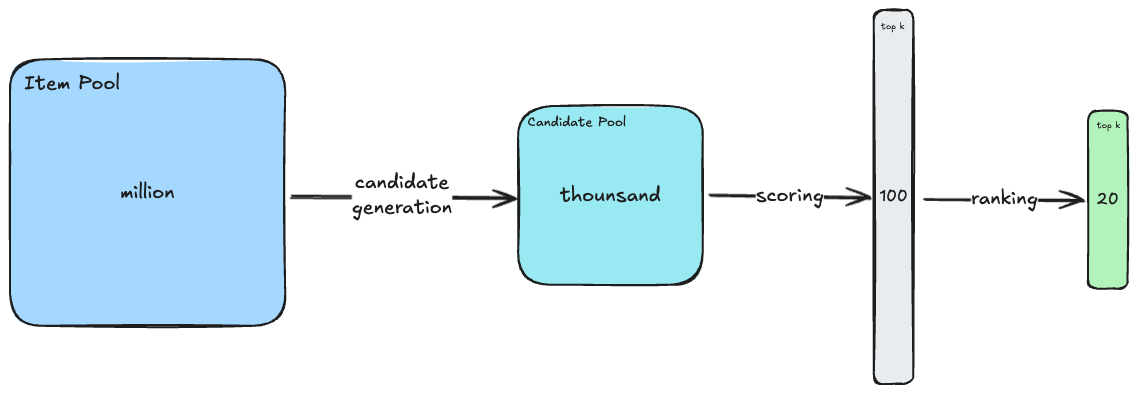 Item Pool
million
candidate
generation
Candidate Pool
thounsand
scoring
top k
100
ranking
top k
20